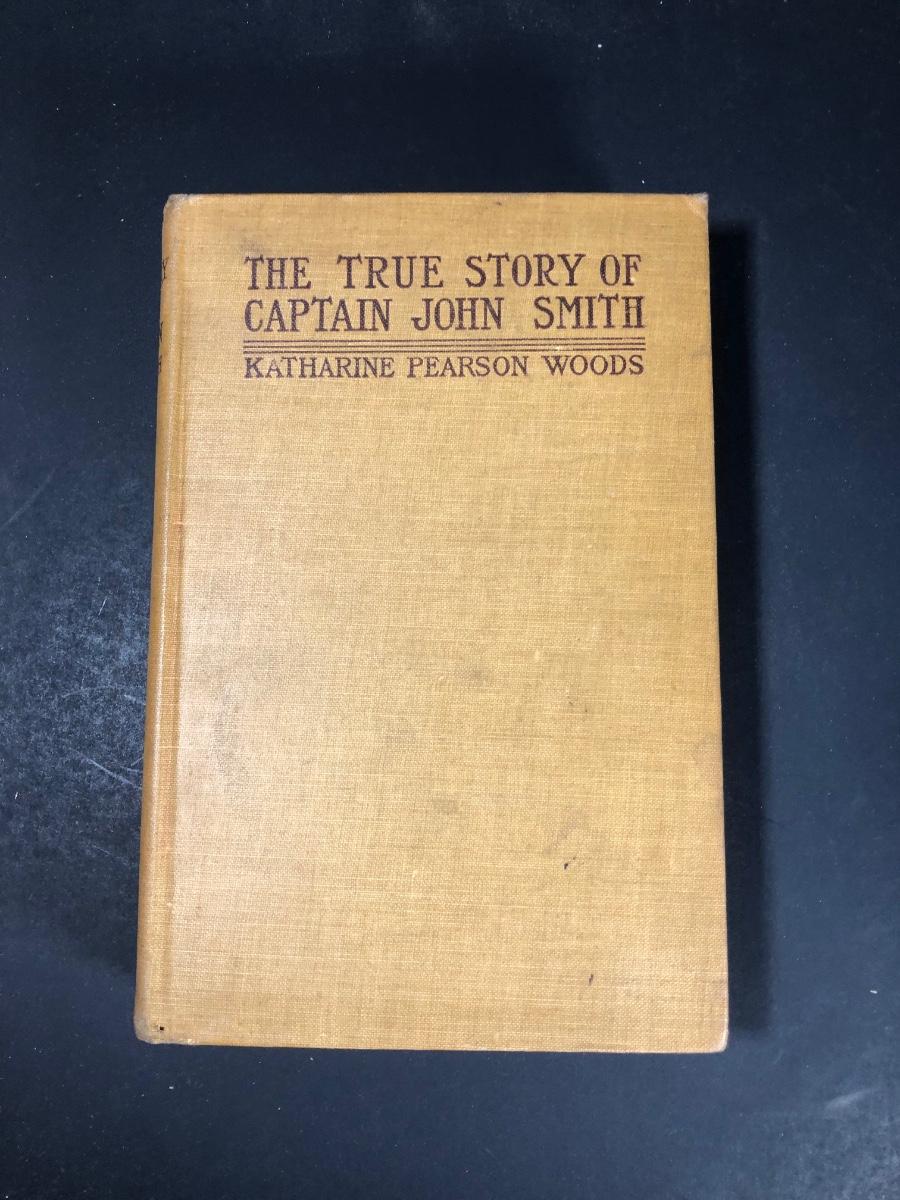 THE TRUE STORY OF
CAPTAIN JOHN SMITH
KATHARINE PEARSON WOODS